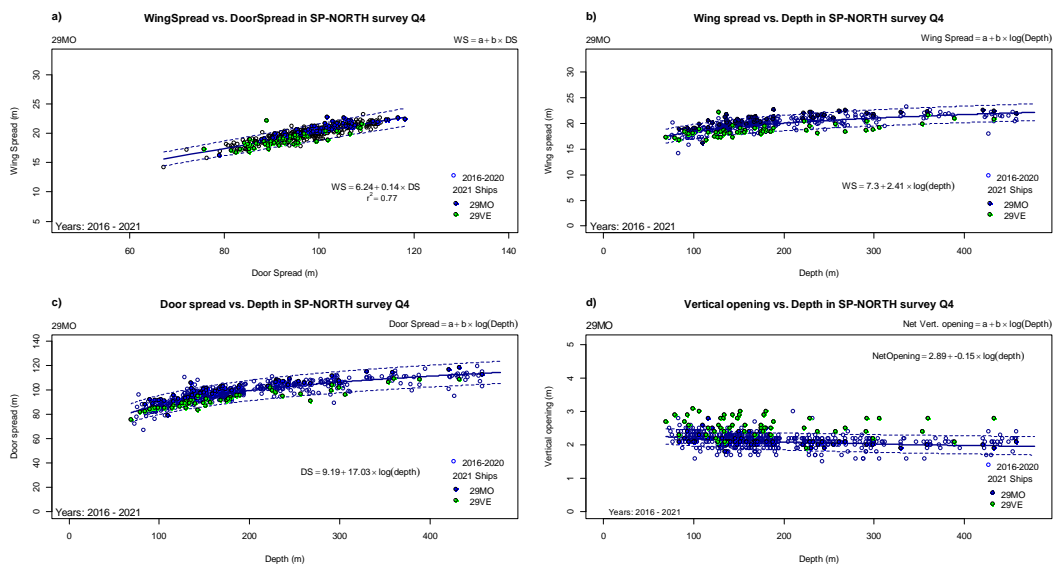 a) WingSpread vs. DoorSpread in SP-NORTH survey Q4
29MO WS = a + b × DS
Wing Spread (m)
30
25
20
15
10
5
WS = 6.24 + 0.14 × DS
r² = 0.77
2016-2020
2021 Ships
29MO
29VE
Years: 2016 - 2021
60 80 100 120 140
Door Spread (m)
b) Wing spread vs. Depth in SP-NORTH survey Q4
29MO Wing Spread = a + b × log(Depth)
Wing spread (m)
30
25
20
15
10
5
0
WS = 7.3 + 2.41 × log(depth)
2016-2020
2021 Ships
29MO
29VE
Years: 2016 - 2021
0 100 200 300 400
Depth (m)
c) Door spread vs. Depth in SP-NORTH survey Q4
29MO Door Spread = a + b × log(Depth)
Door spread (m)
140
120
100
80
60
40
20
0
DS = 9.19 + 17.03 × log(depth)
2016-2020
2021 Ships
29MO
29VE
Years: 2016 - 2021
0 100 200 300 400
Depth (m)
d) Vertical opening vs. Depth in SP-NORTH survey Q4
29MO Net Vert. opening = a + b × log(Depth)
Vertical opening (m)
5
4
3
2
1
0
NetOpening = 2.89 + -0.15 × log(depth)
2016-2020
2021 Ships
29MO
29VE
Years: 2016 - 2021
0 100 200 300 400
Depth (m)